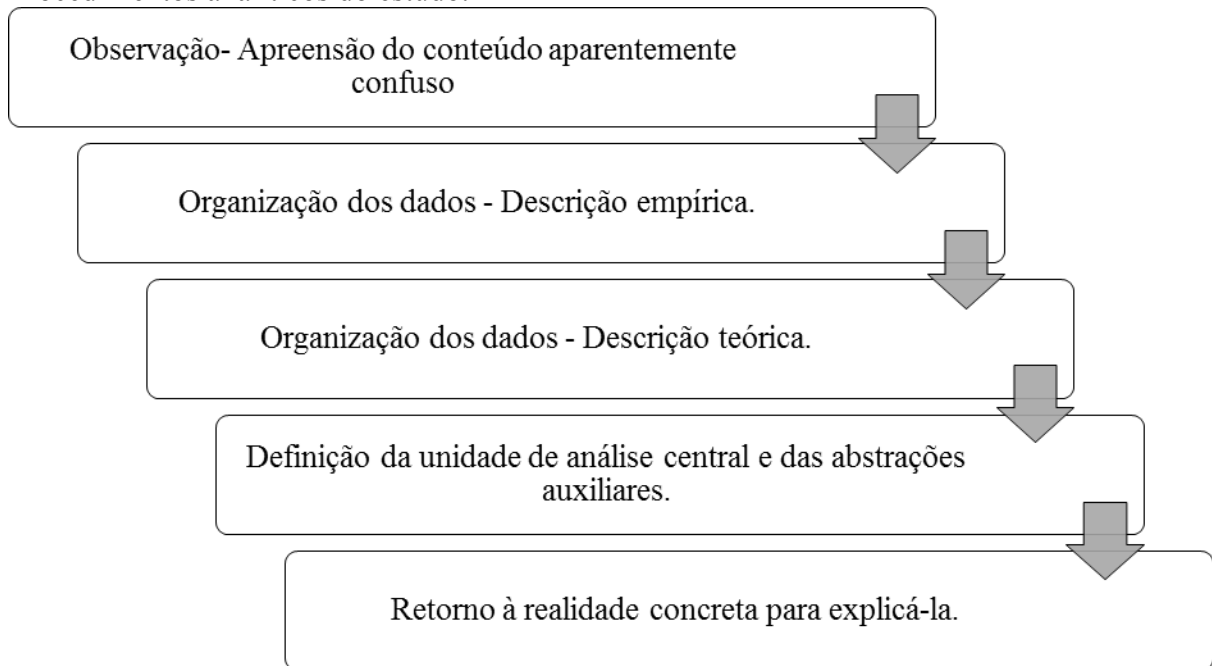 Observação- Apreensão do conteúdo aparentemente
confuso
Organização dos dados - Descrição empírica.
Organização dos dados - Descrição teórica.
Definição da unidade de análise central e das abstrações
auxiliares.
Retorno à realidade concreta para explicá-la.